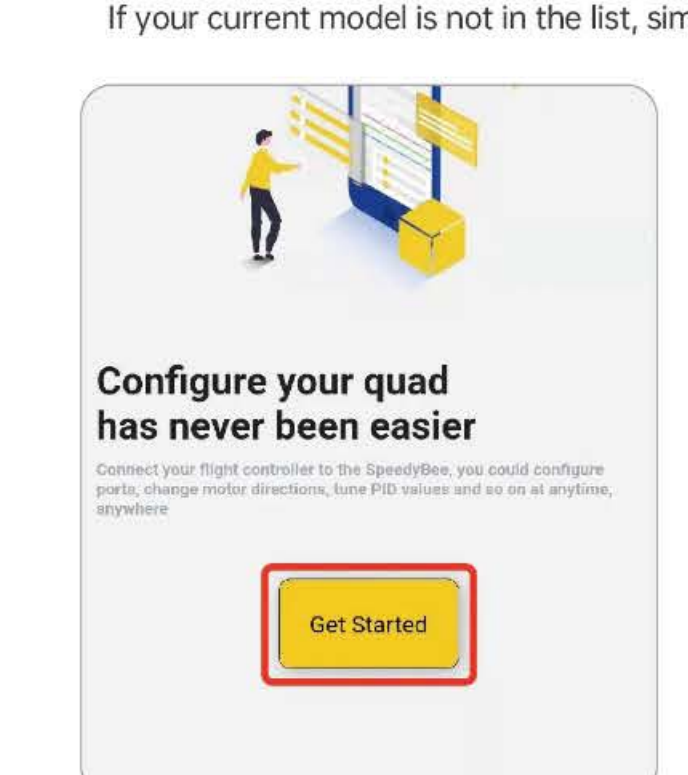 If your current model is not in the list, sim
Configure your quad
has never been easier
Connect your flight controller to the SpeedyBee, you could configure
ports, change motor directions, tune PID values and so on at anytime,
anywhere
Get Started